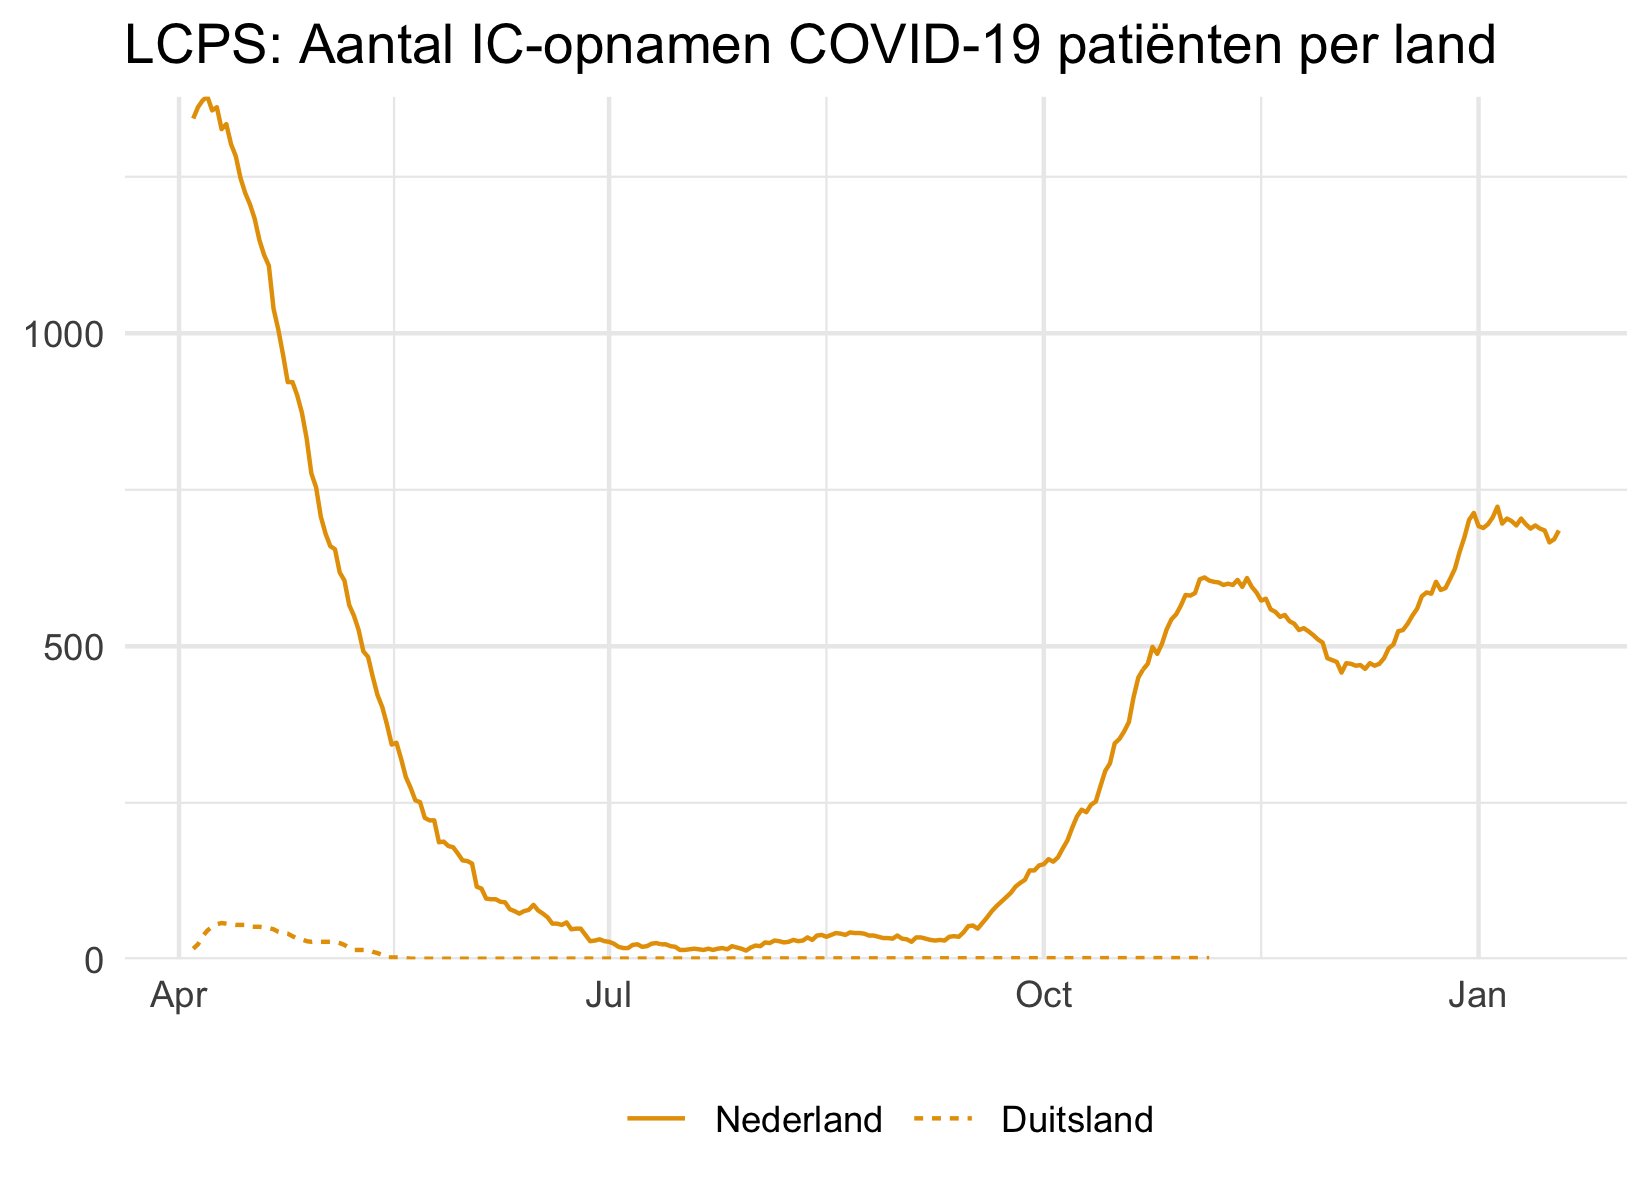 LCPS: Aantal IC-opnamen COVID-19 patiënten per land
1000
500
0
Apr Jul Oct Jan
Nederland Duitsland